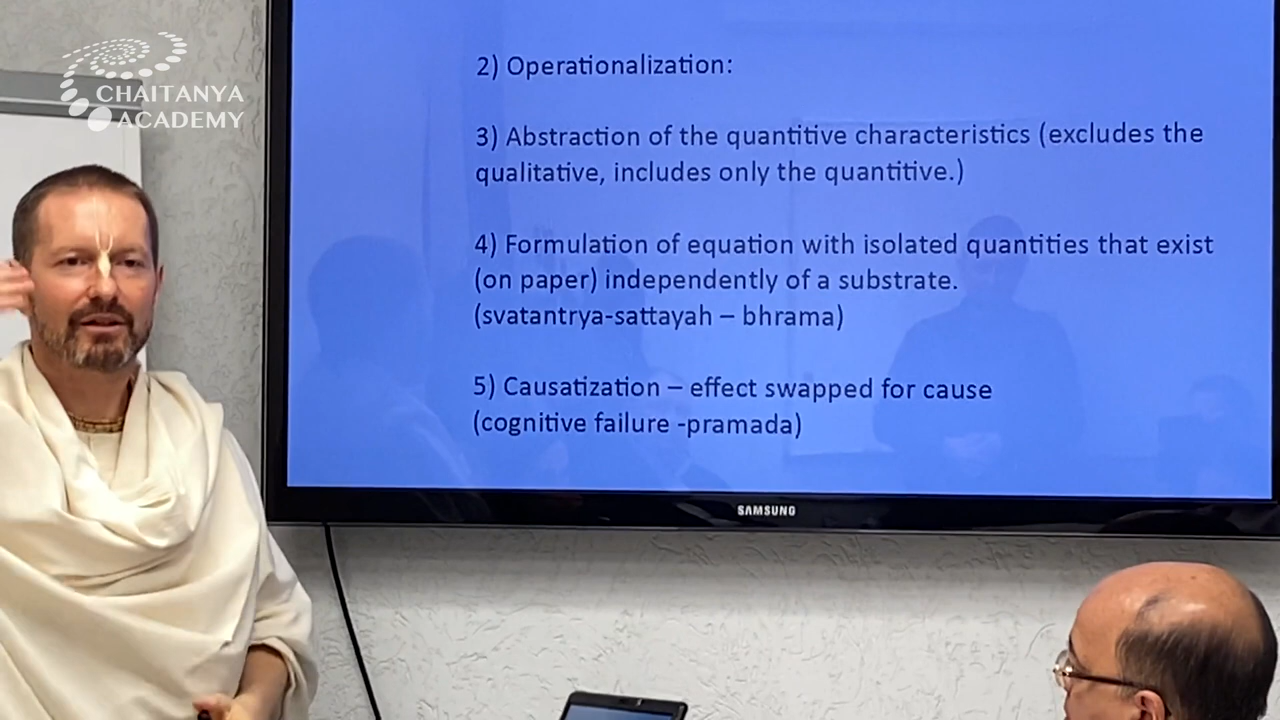 CHAITANYA
ACADEMY
2) Operationalization:
3) Abstraction of the quantitive characteristics (excludes the
qualitative, includes only the quantitive.)
4) Formulation of equation with isolated quantities that exist
(on paper) independently of a substrate.
(svatantrya-sattayah – bhrama)
5) Causatization – effect swapped for cause
(cognitive failure -pramada)
SAMSUNG